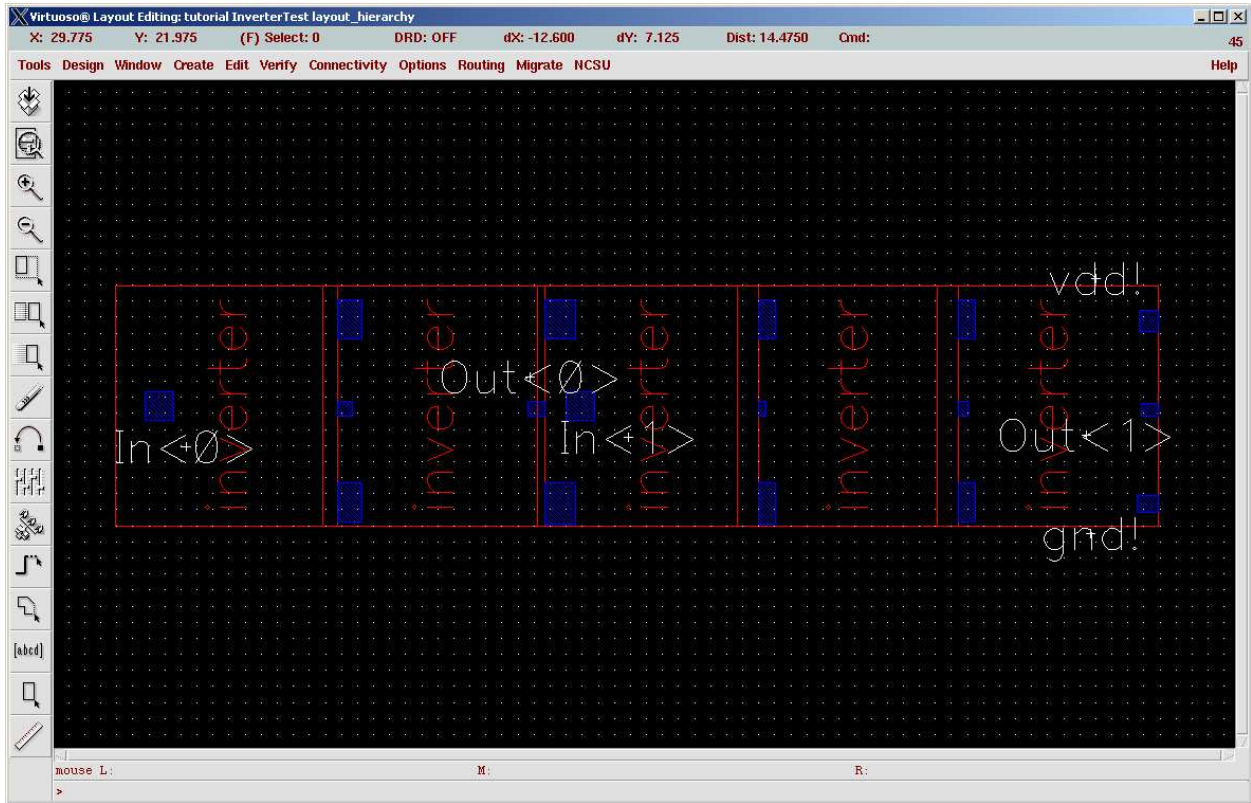 Virtuoso® Layout Editing: tutorial InverterTest layout_hierarchy
X: 29.775 Y: 21.975 (F) Select: 0 DRD: OFF dX: -12.600 dY: 7.125 Dist: 14.4750 Cmd:
45
Tools Design Window Create Edit Verify Connectivity Options Routing Migrate NCSU Help
vdd!
inverter inverter inverter inverter inverter
Out<0>
In<0> In<1> Out<1>
gnd!
[abcd]
mouse L: M: R:
>